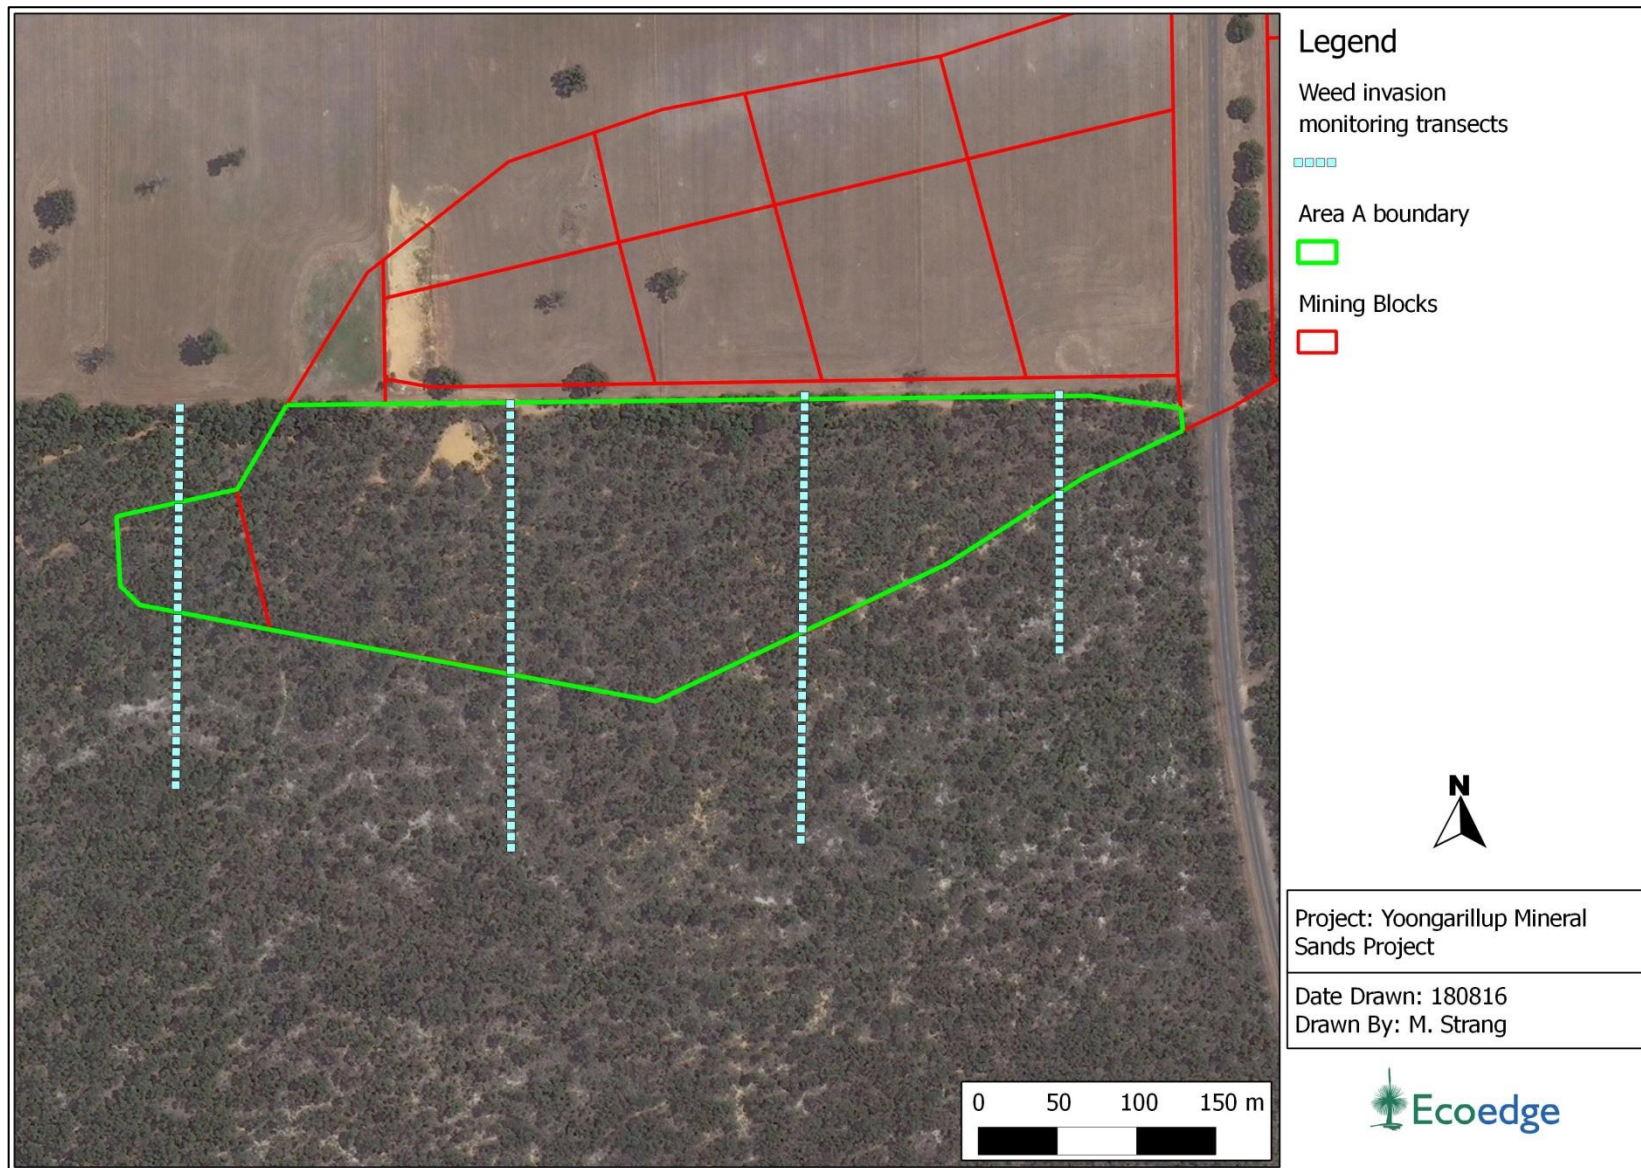 Legend
Weed invasion
monitoring transects
Area A boundary
Mining Blocks
N
Project: Yoongarillup Mineral
Sands Project
Date Drawn: 180816
Drawn By: M. Strang
0 50 100 150 m
Ecoedge